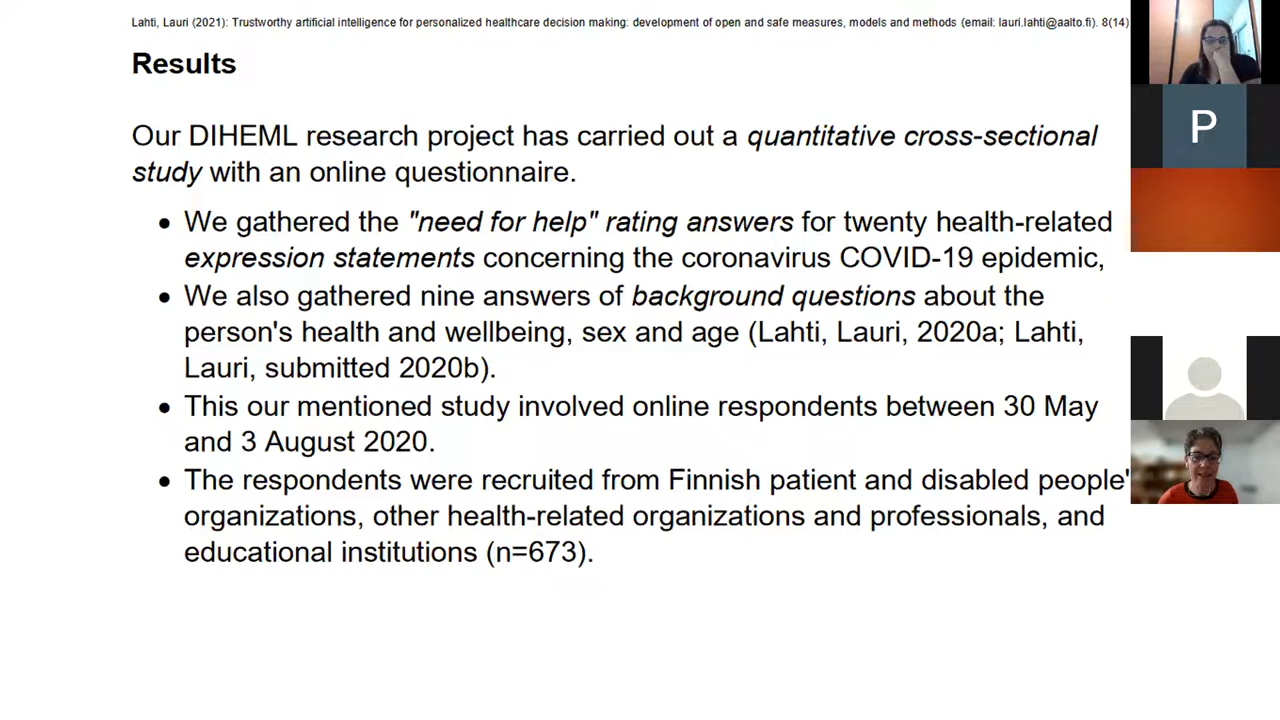 Lahti, Lauri (2021): Trustworthy artificial intelligence for personalized healthcare decision making: development of open and safe measures, models and methods (email: lauri.lahti@aalto.fi). 8(14)
Results
Our DIHEML research project has carried out a quantitative cross-sectional
study with an online questionnaire.
• We gathered the "need for help" rating answers for twenty health-related
expression statements concerning the coronavirus COVID-19 epidemic,
• We also gathered nine answers of background questions about the
person's health and wellbeing, sex and age (Lahti, Lauri, 2020a; Lahti,
Lauri, submitted 2020b).
• This our mentioned study involved online respondents between 30 May
and 3 August 2020.
• The respondents were recruited from Finnish patient and disabled people'
organizations, other health-related organizations and professionals, and
educational institutions (n=673).
P